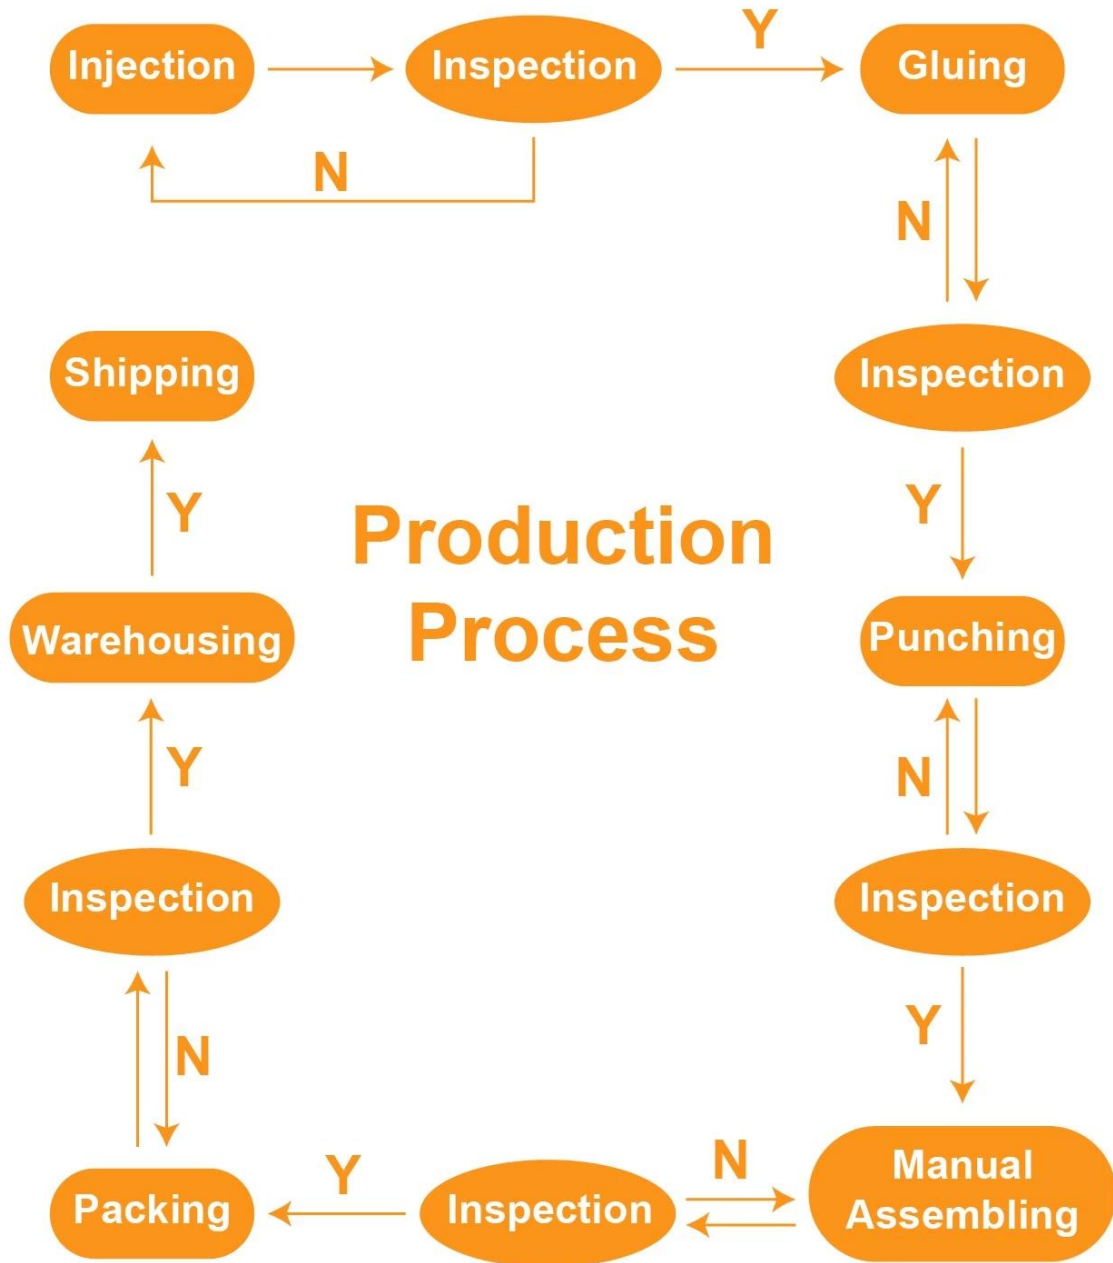 Injection
Inspection
Y
Gluing
N
N
Inspection
Y
Punching
N
Inspection
Y
Manual
Assembling
N
Inspection
Y
Packing
N
Inspection
Y
Warehousing
Y
Shipping
Production
Process